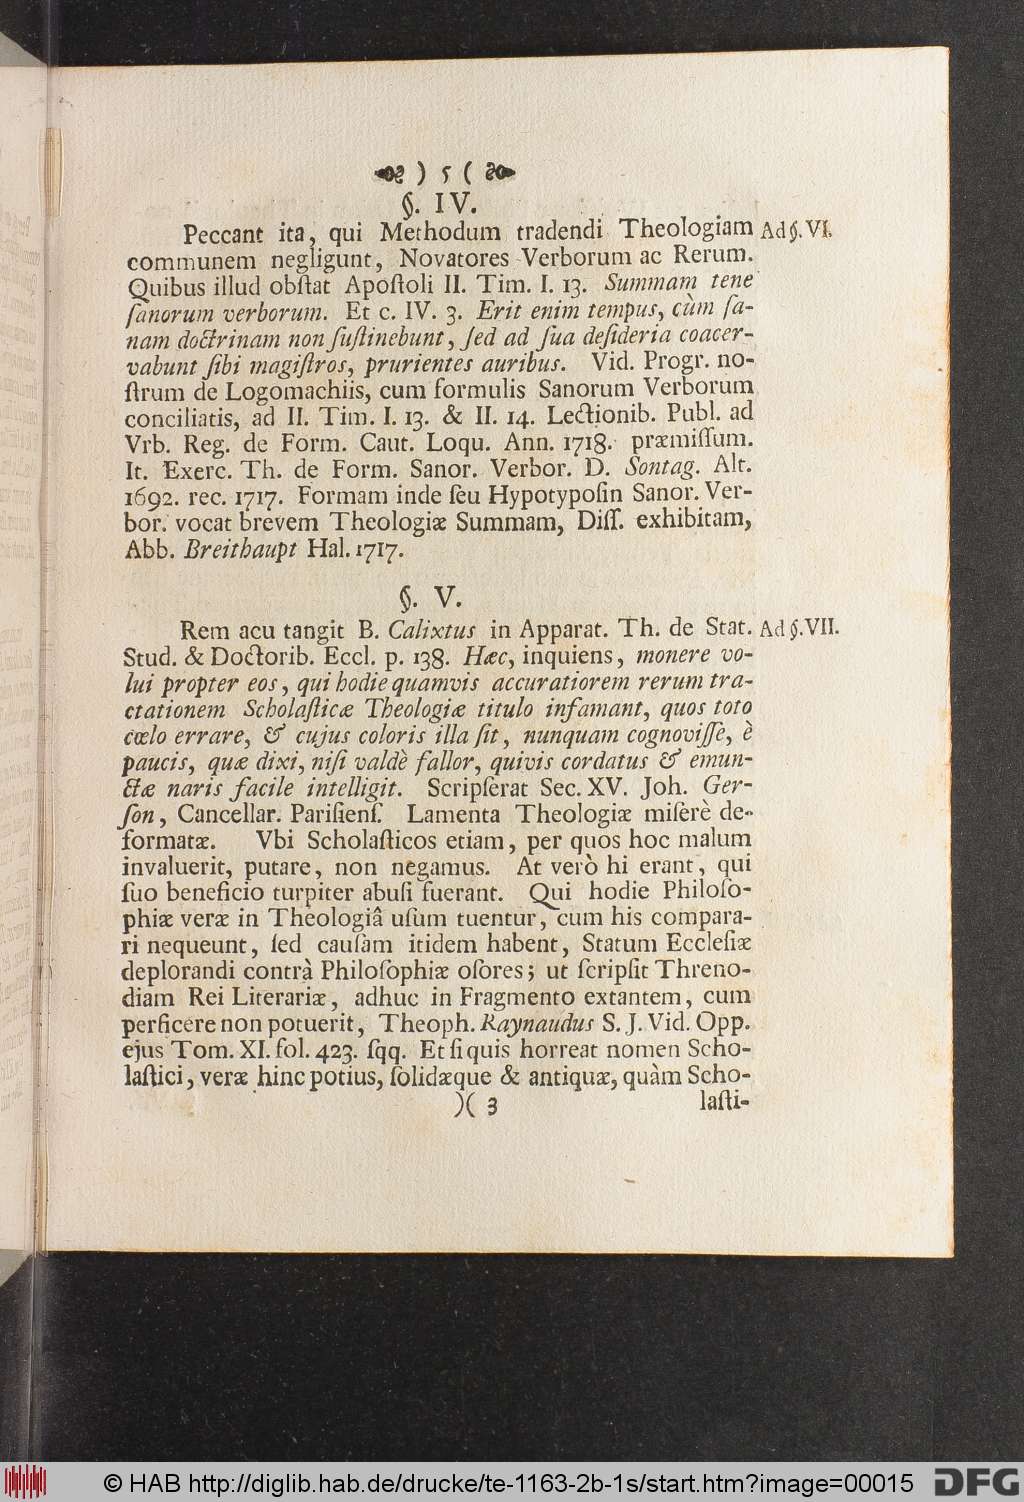 ) 5 (
§. IV.
Peccant ita, qui Methodum tradendi Theologiam Ad §. VI.
communem negligunt, Novatores Verborum ac Rerum.
Quibus illud obſtat Apoſtoli II. Tim. I. 13. Summam tene
ſanorum verborum. Et c. IV. 3. Erit enim tempus, cùm ſa-
nam doctrinam non ſuſtinebunt, ſed ad ſua deſideria coacer-
vabunt ſibi magiſtros, prurientes auribus. Vid. Progr. no-
ſtrum de Logomachiis, cum formulis Sanorum Verborum
conciliatis, ad II. Tim. I. 13. & II. 14. Lectionib. Publ. ad
Vrb. Reg. de Form. Caut. Loqu. Ann. 1718. præmiſſum.
It. Exerc. Th. de Form. Sanor. Verbor. D. Sontag. Alt.
1692. rec. 1717. Formam inde ſeu Hypotypoſin Sanor. Ver-
bor. vocat brevem Theologiæ Summam, Diſſ. exhibitam,
Abb. Breithaupt Hal. 1717.
§. V.
Rem acu tangit B. Calixtus in Apparat. Th. de Stat. Ad §. VII.
Stud. & Doctorib. Eccl. p. 138. Hæc, inquiens, monere vo-
lui propter eos, qui hodie quamvis accuratiorem rerum tra-
ctationem Scholaſticæ Theologiæ titulo infamant, quos toto
cœlo errare, & cujus coloris illa ſit, nunquam cognoviſſe, è
paucis, quæ dixi, niſi valdè fallor, quivis cordatus & emun-
ctæ naris facile intelligit. Scripſerat Sec. XV. Joh. Ger-
ſon, Cancellar. Pariſienſ. Lamenta Theologiæ miſerè de-
formatæ. Vbi Scholaſticos etiam, per quos hoc malum
invaluerit, putare, non negamus. At verò hi erant, qui
ſuo beneficio turpiter abuſi fuerant. Qui hodie Philoſo-
phiæ veræ in Theologiâ uſum tuentur, cum his compara-
ri nequeunt, ſed cauſàm itidem habent, Statum Eccleſiæ
deplorandi contrà Philoſophiæ oſores; ut ſcripſit Threno-
diam Rei Literariæ, adhuc in Fragmento extantem, cum
perficere non potuerit, Theoph. Raynaudus S. J. Vid. Opp.
ejus Tom. XI. fol. 423. ſqq. Et ſi quis horreat nomen Scho-
laſtici, veræ hinc potius, ſolidæque & antiquæ, quàm Scho-
)( 3 laſti-
© HAB http://diglib.hab.de/drucke/te-1163-2b-1s/start.htm?image=00015 DFG